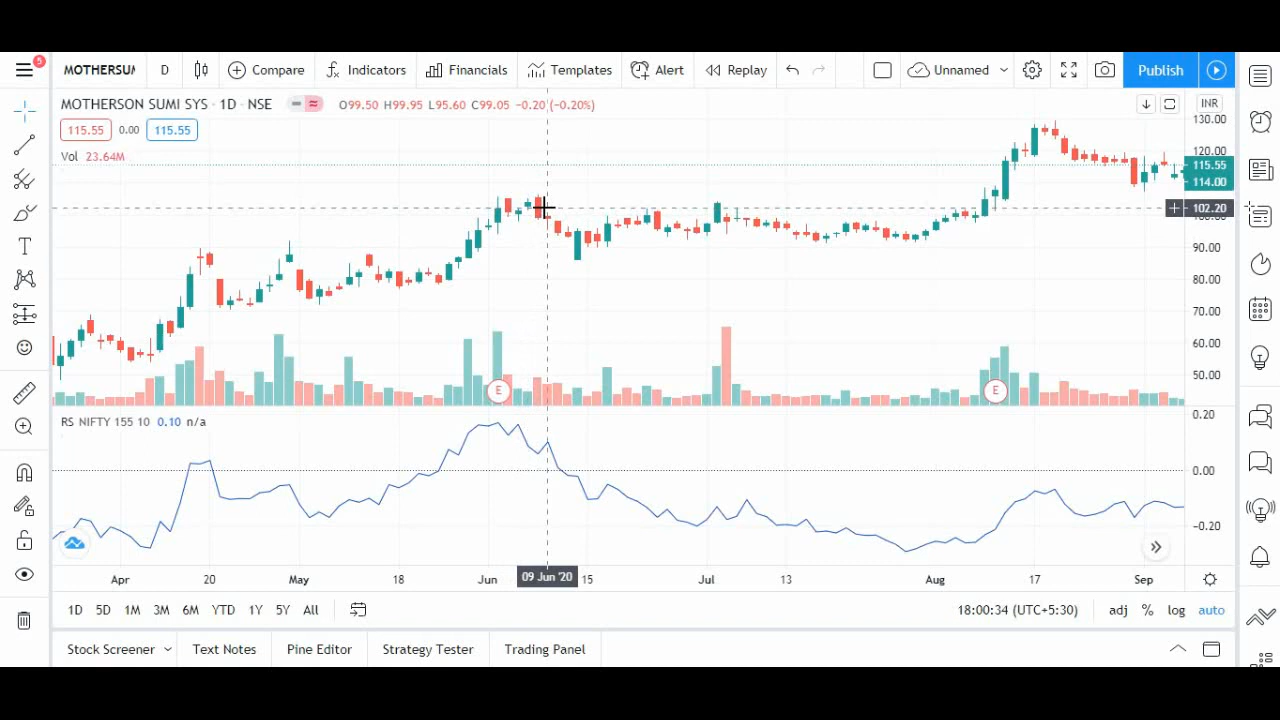 5
MOTHERSUM D Compare Indicators Financials Templates Alert Replay Unnamed Publish
MOTHERSON SUMI SYS · 1D · NSE O99.50 H99.95 L95.60 C99.05 −0.20 (−0.20%) INR
115.55 0.00 115.55
Vol 23.64M
130.00
120.00
115.55
114.00
102.20
100.00
90.00
80.00
70.00
60.00
50.00
E E
RS NIFTY 155 10 0.10 n/a
0.20
0.00
−0.20
Apr 20 May 18 Jun 09 Jun '20 15 Jul 13 Aug 17 Sep
1D 5D 1M 3M 6M YTD 1Y 5Y All 18:00:34 (UTC+5:30) adj % log auto
Stock Screener Text Notes Pine Editor Strategy Tester Trading Panel